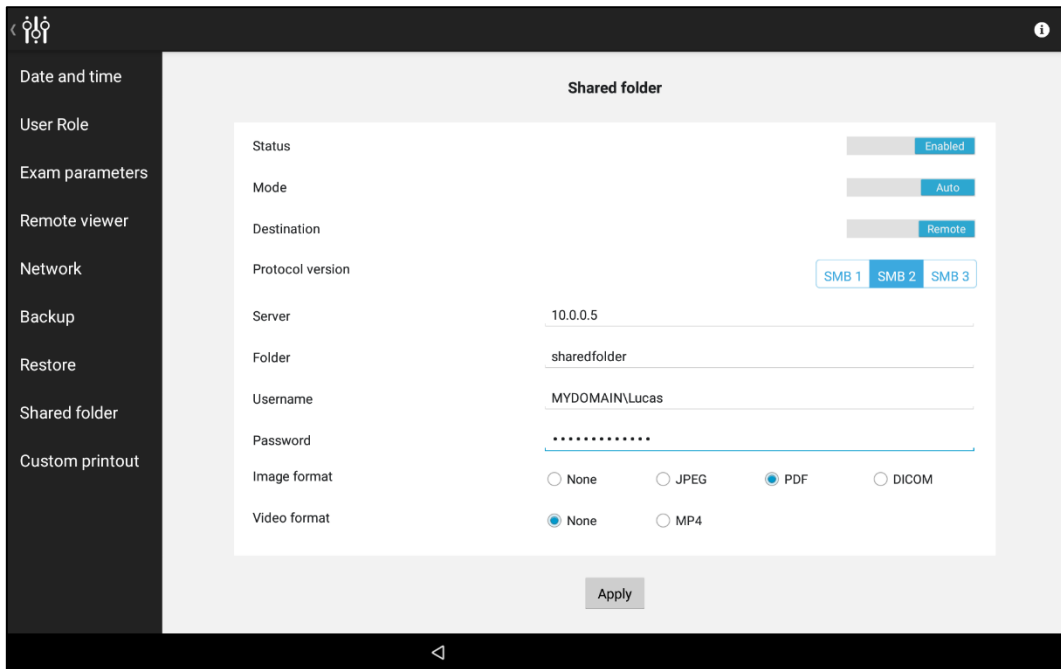 Date and time
User Role
Exam parameters
Remote viewer
Network
Backup
Restore
Shared folder
Custom printout
Shared folder
Status Enabled
Mode Auto
Destination Remote
Protocol version SMB 1 SMB 2 SMB 3
Server 10.0.0.5
Folder sharedfolder
Username MYDOMAIN\Lucas
Password •••••••••••••
Image format None JPEG PDF DICOM
Video format None MP4
Apply